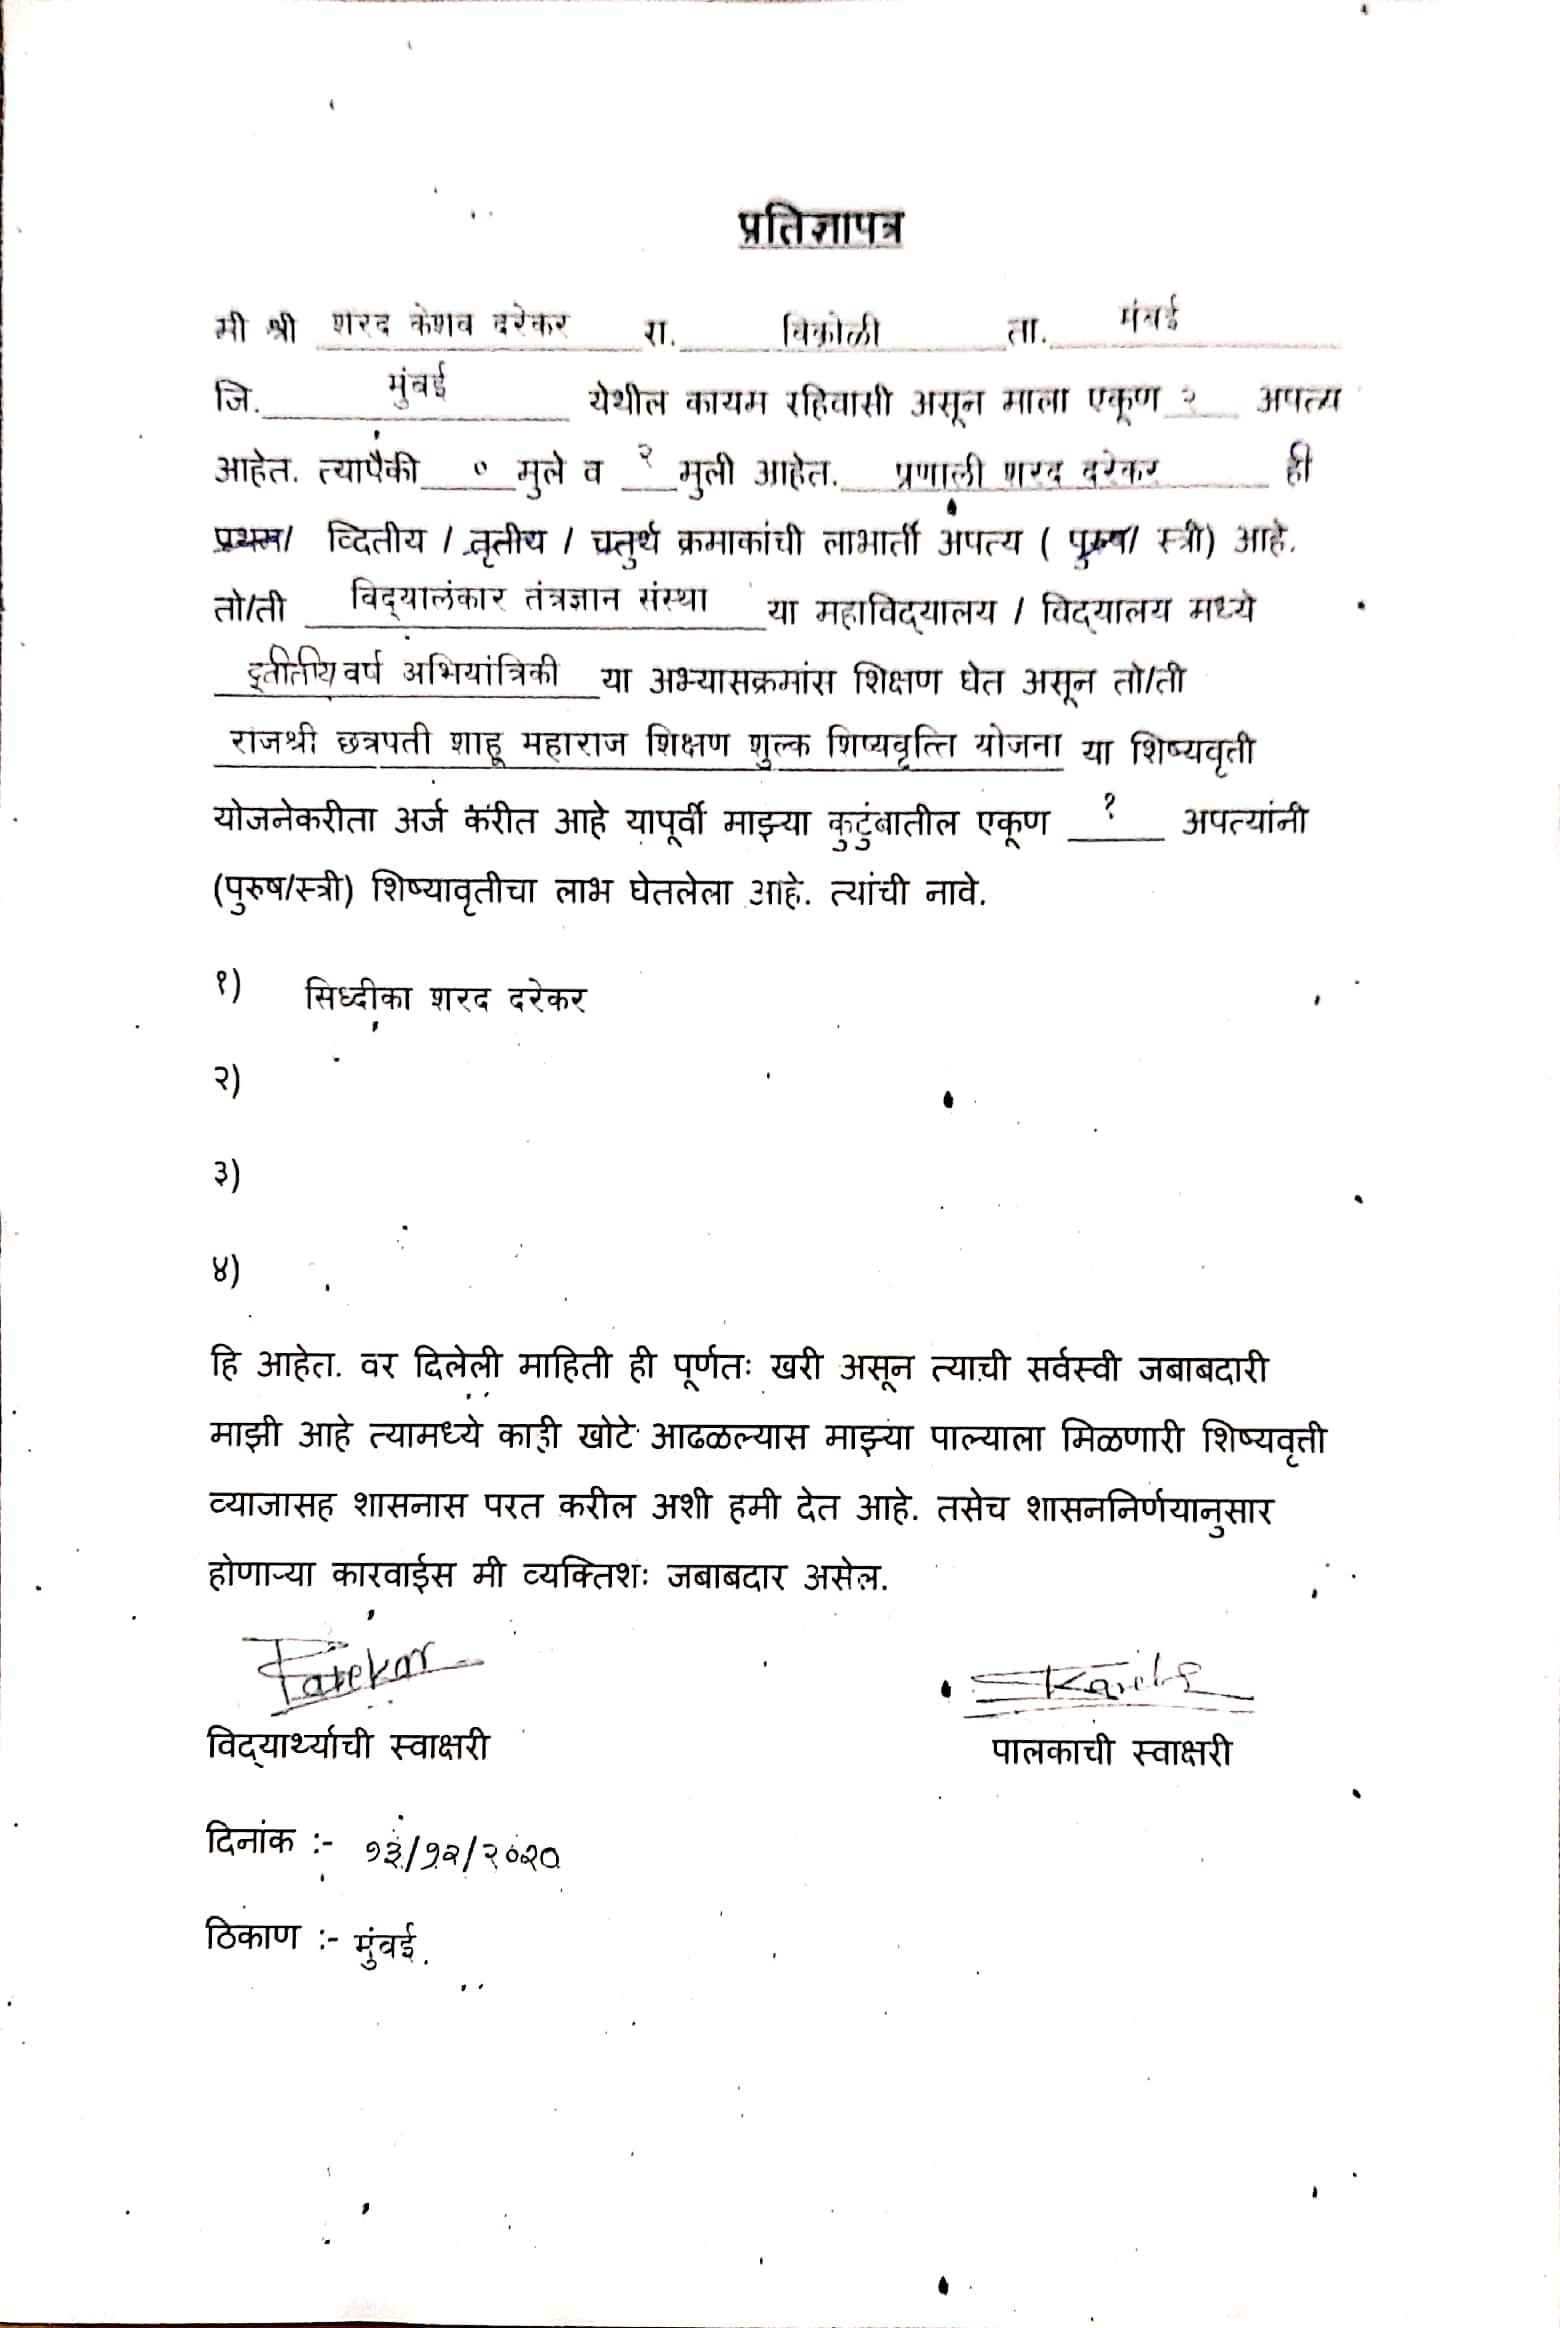 प्रतिज्ञापत्र
मी श्री शरद केशव दरेकर रा. विक्रोळी ता. मुंबई
जि. मुंबई येथील कायम रहिवासी असून माला एकूण २ अपत्य
आहेत. त्यापैकी ० मुले व २ मुली आहेत. प्रणाली शरद दरेकर ही
प्रथम/ व्दितीय / तृतीय / चतुर्थ क्रमाकांची लाभार्ती अपत्य ( पुरुष/ स्त्री) आहे.
तो/ती विद्यालंकार तंत्रज्ञान संस्था या महाविद्यालय / विद्यालय मध्ये
वर्ष अभियांत्रिकी या अभ्यासक्रमांस शिक्षण घेत असून तो/ती
राजश्री छत्रपती शाहू महाराज शिक्षण शुल्क शिष्यवृत्ति योजना या शिष्यवृती
योजनेकरीता अर्ज करीत आहे यापूर्वी माझ्या कुटुंबातील एकूण १ अपत्यांनी
(पुरुष/स्त्री) शिष्यावृतीचा लाभ घेतलेला आहे. त्यांची नावे.
१) सिध्दीका शरद दरेकर
२)
३)
४)
हि आहेत. वर दिलेली माहिती ही पूर्णतः खरी असून त्याची सर्वस्वी जबाबदारी
माझी आहे त्यामध्ये काही खोटे आढळल्यास माझ्या पाल्याला मिळणारी शिष्यवृती
व्याजासह शासनास परत करील अशी हमी देत आहे. तसेच शासननिर्णयानुसार
होणाऱ्या कारवाईस मी व्यक्तिशः जबाबदार असेल.
विद्यार्थ्याची स्वाक्षरी पालकाची स्वाक्षरी
दिनांक :- १३/१२/२०२०
ठिकाण :- मुंबई.